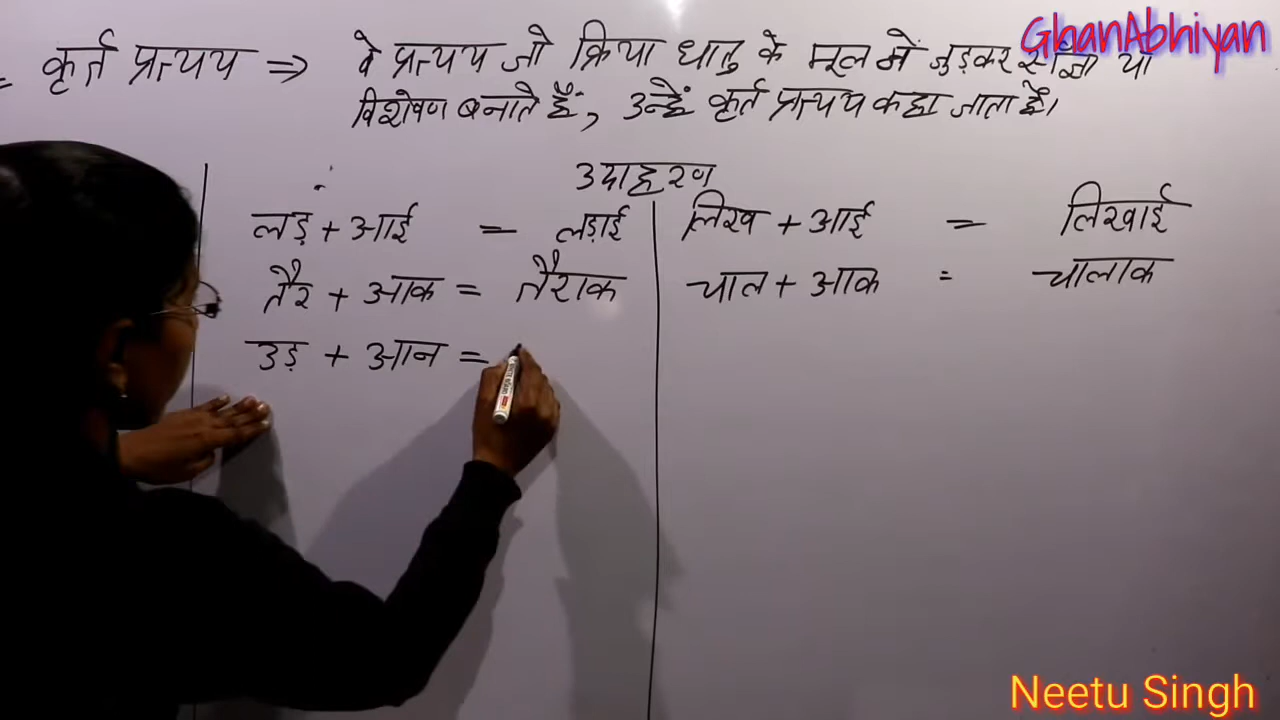 GhanAbhiyan
= कृर्त प्रत्यय ⇒ वे प्रत्यय जो क्रिया धातु के मूल में जुड़कर संज्ञा या
विशेषण बनाते हैं, उन्हें कृर्त प्रत्यय कहा जाता हैं।
उदाहरण
लड़ + आई = लड़ाई
तैर + आक = तैराक
उड़ + आन =
लिख + आई = लिखाई
चाल + आक = चालाक
Neetu Singh